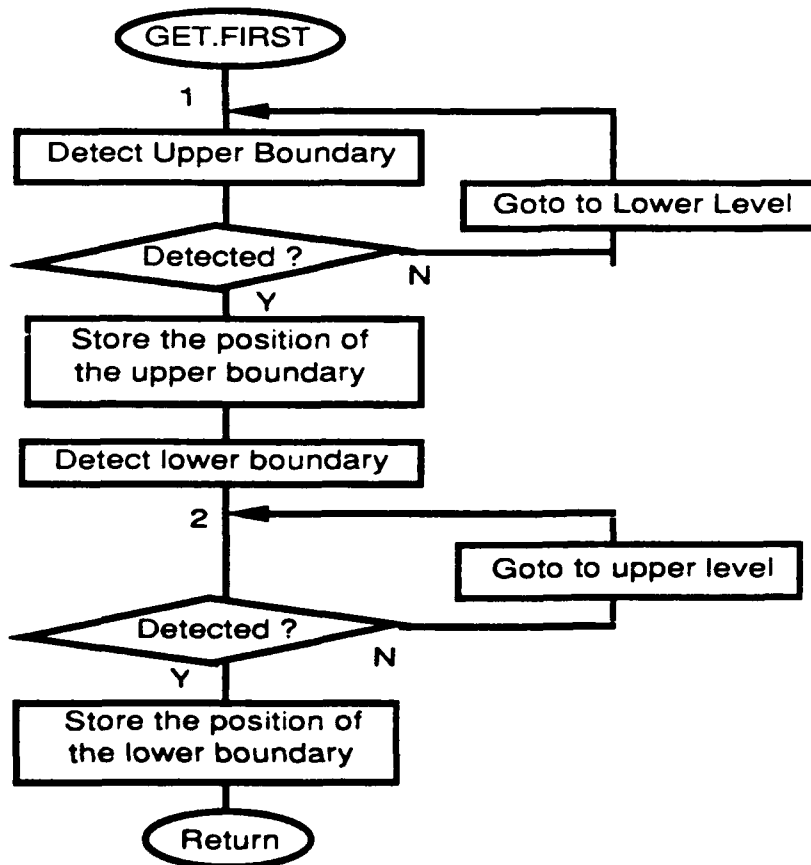 GET.FIRST
1
Detect Upper Boundary
Goto to Lower Level
Detected ?
N
Y
Store the position of
the upper boundary
Detect lower boundary
2
Goto to upper level
Detected ?
N
Y
Store the position of
the lower boundary
Return